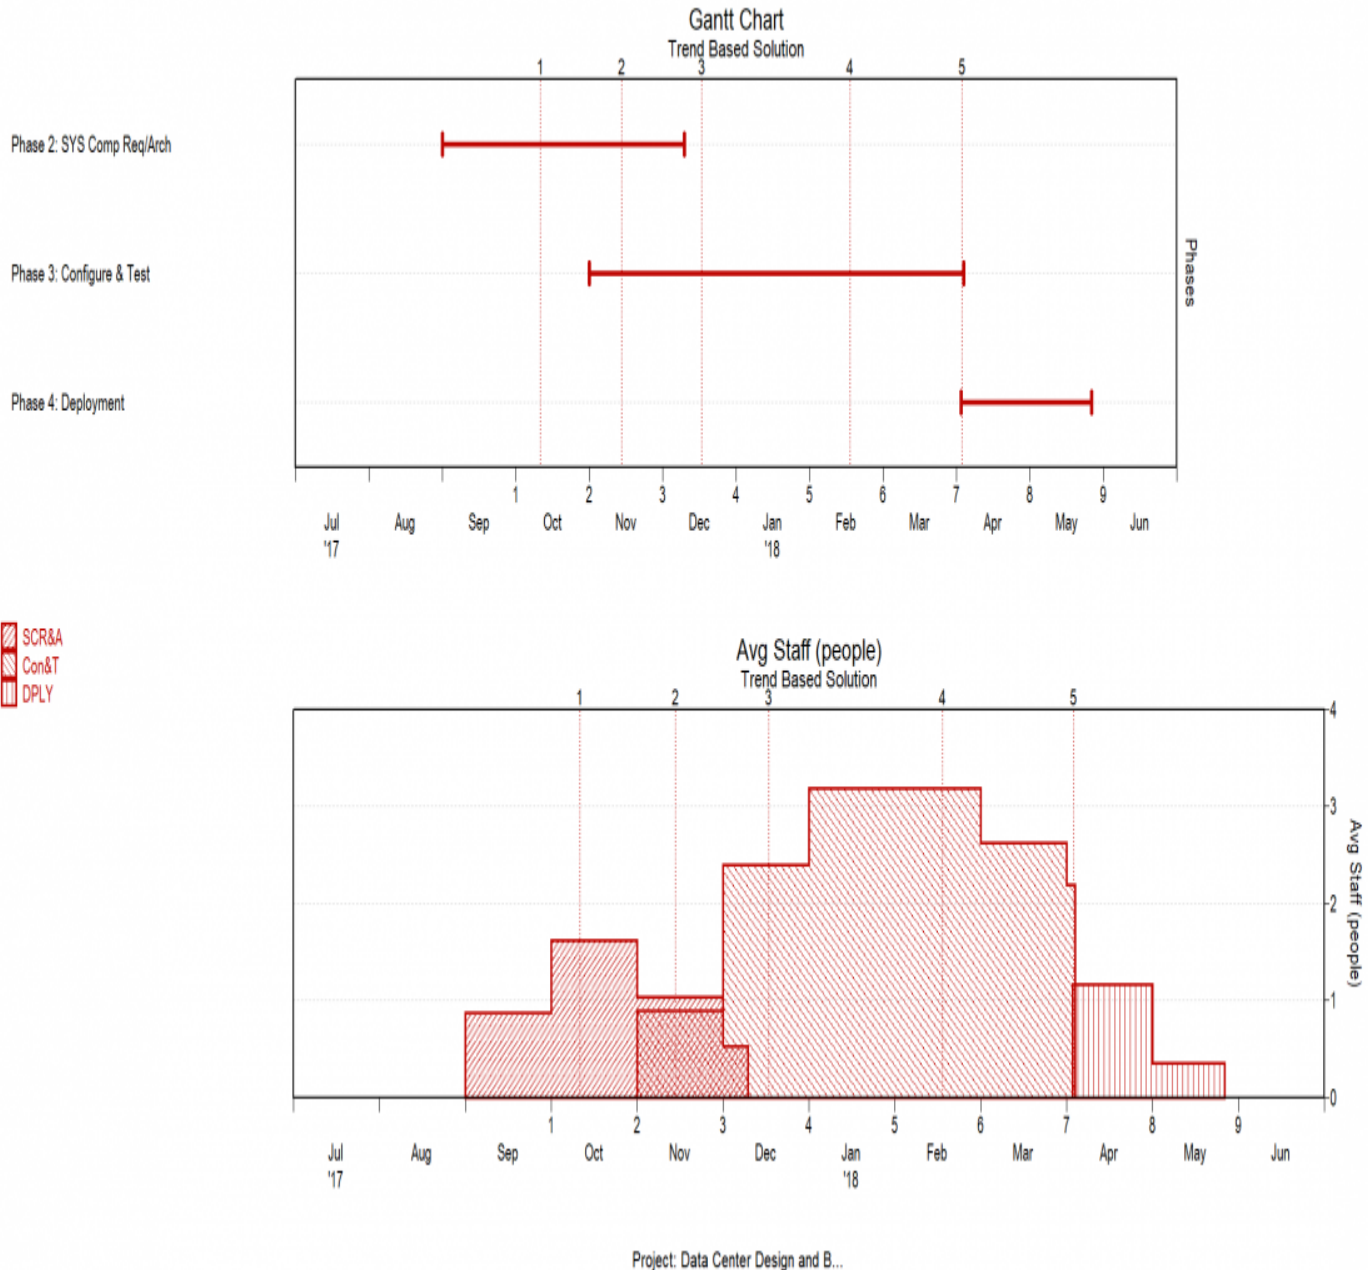 Gantt Chart
Trend Based Solution
1 2 3 4 5
Phase 2: SYS Comp Req/Arch
Phase 3: Configure & Test
Phase 4: Deployment
Phases
1 2 3 4 5 6 7 8 9
Jul Aug Sep Oct Nov Dec Jan Feb Mar Apr May Jun
'17 '18
SCR&A
Con&T
DPLY
Avg Staff (people)
Trend Based Solution
1 2 3 4 5
4
3
2
1
0
Avg Staff (people)
1 2 3 4 5 6 7 8 9
Jul Aug Sep Oct Nov Dec Jan Feb Mar Apr May Jun
'17 '18
Project: Data Center Design and B...